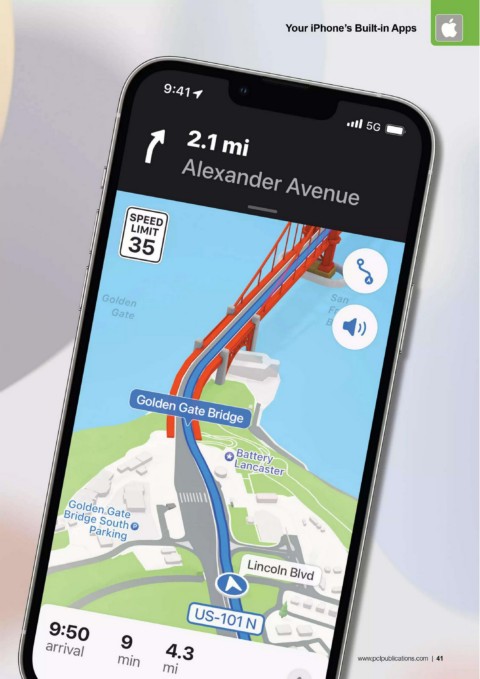 Your iPhone's Built-in Apps
9:41
5G
2.1 mi
Alexander Avenue
SPEED
LIMIT
35
Golden
Gate
San
Golden Gate Bridge
Battery
Lancaster
Golden Gate
Bridge South
Parking
Lincoln Blvd
US-101 N
9:50
arrival
9
min
4.3
mi
www.pclpublications.com | 41